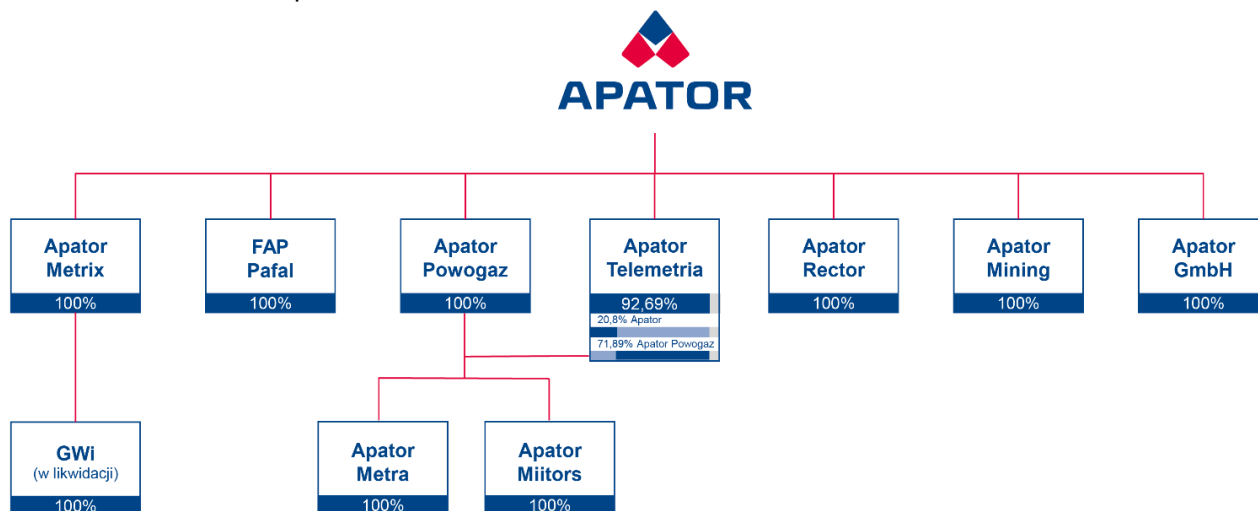 APATOR
Apator
Metrix
100%
FAP
Pafal
100%
Apator
Powogaz
100%
Apator
Telemetria
92,69%
20,8% Apator
71,89% Apator Powogaz
Apator
Rector
100%
Apator
Mining
100%
Apator
GmbH
100%
GWi
(w likwidacji)
100%
Apator
Metra
100%
Apator
Miitors
100%